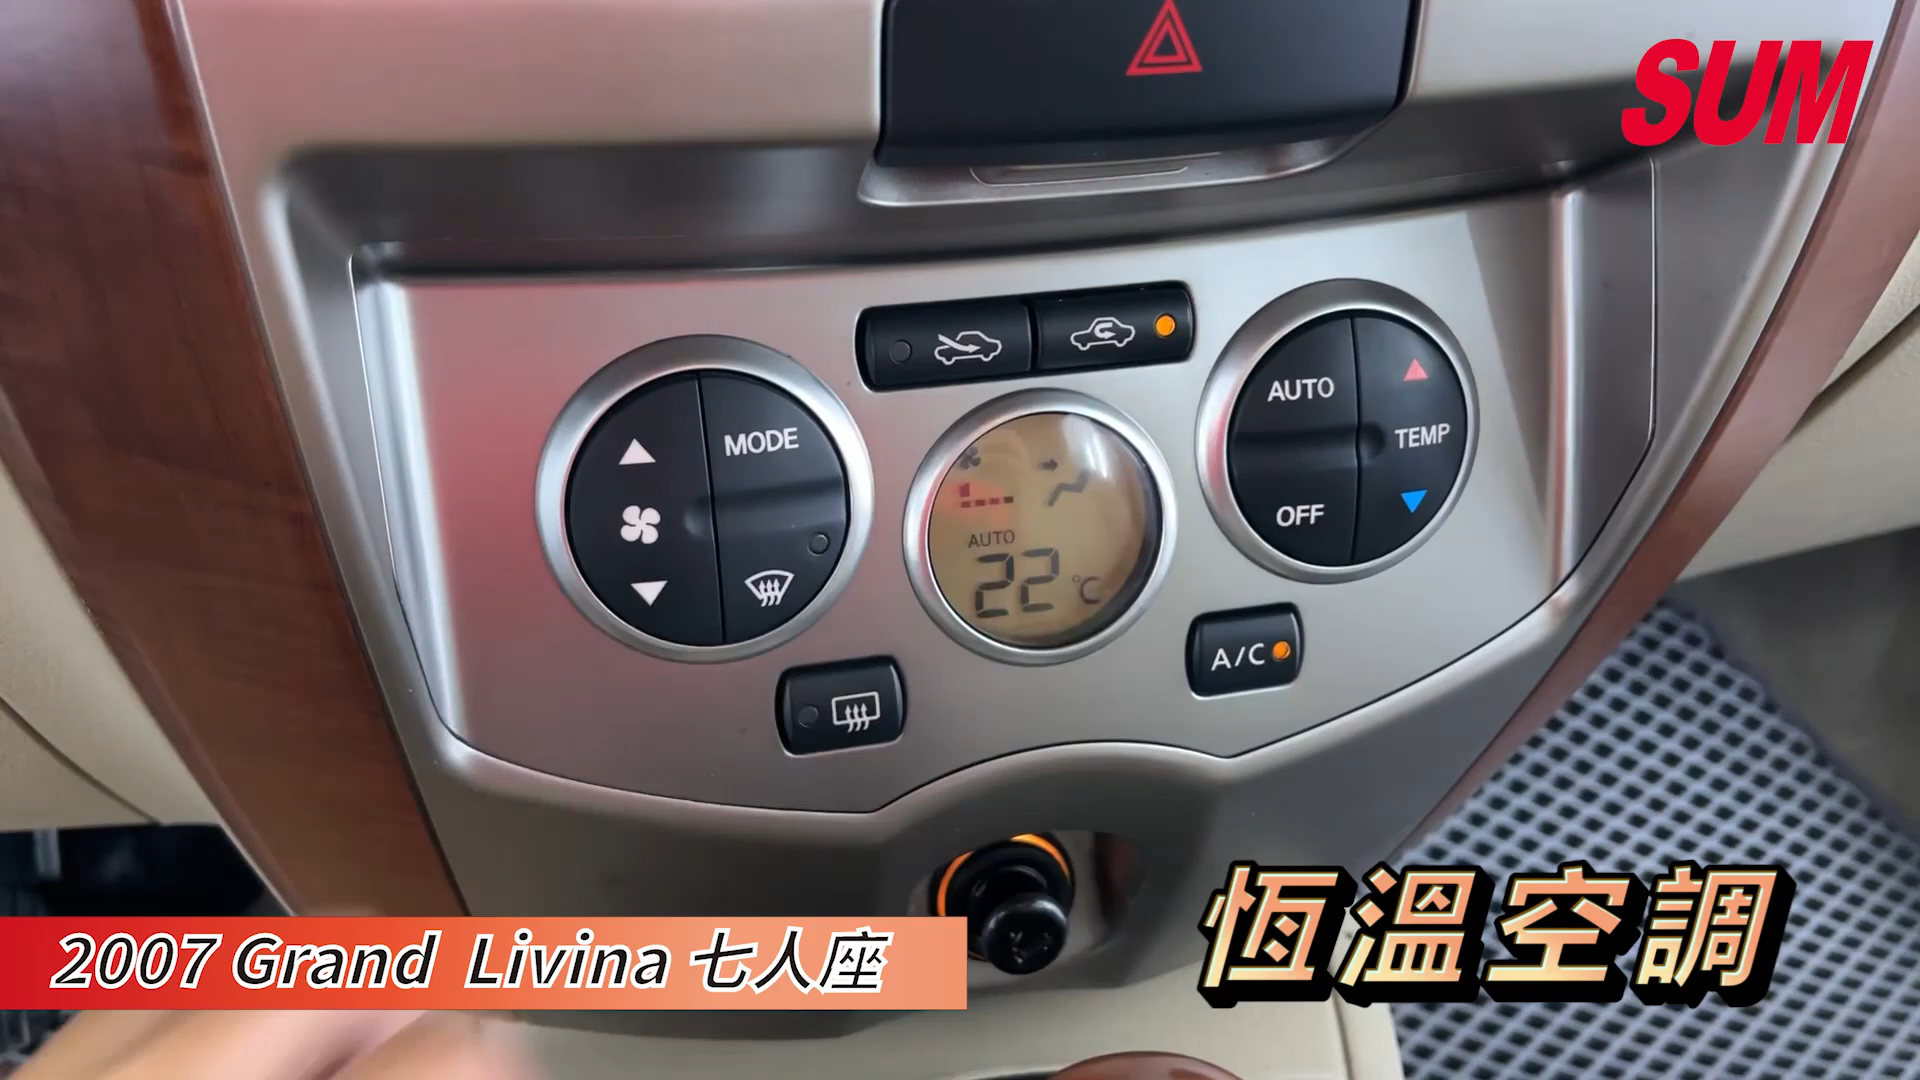 SUM
MODE
AUTO
TEMP
OFF
AUTO
22°C
A/C
2007 Grand Livina 七人座
恆溫空調